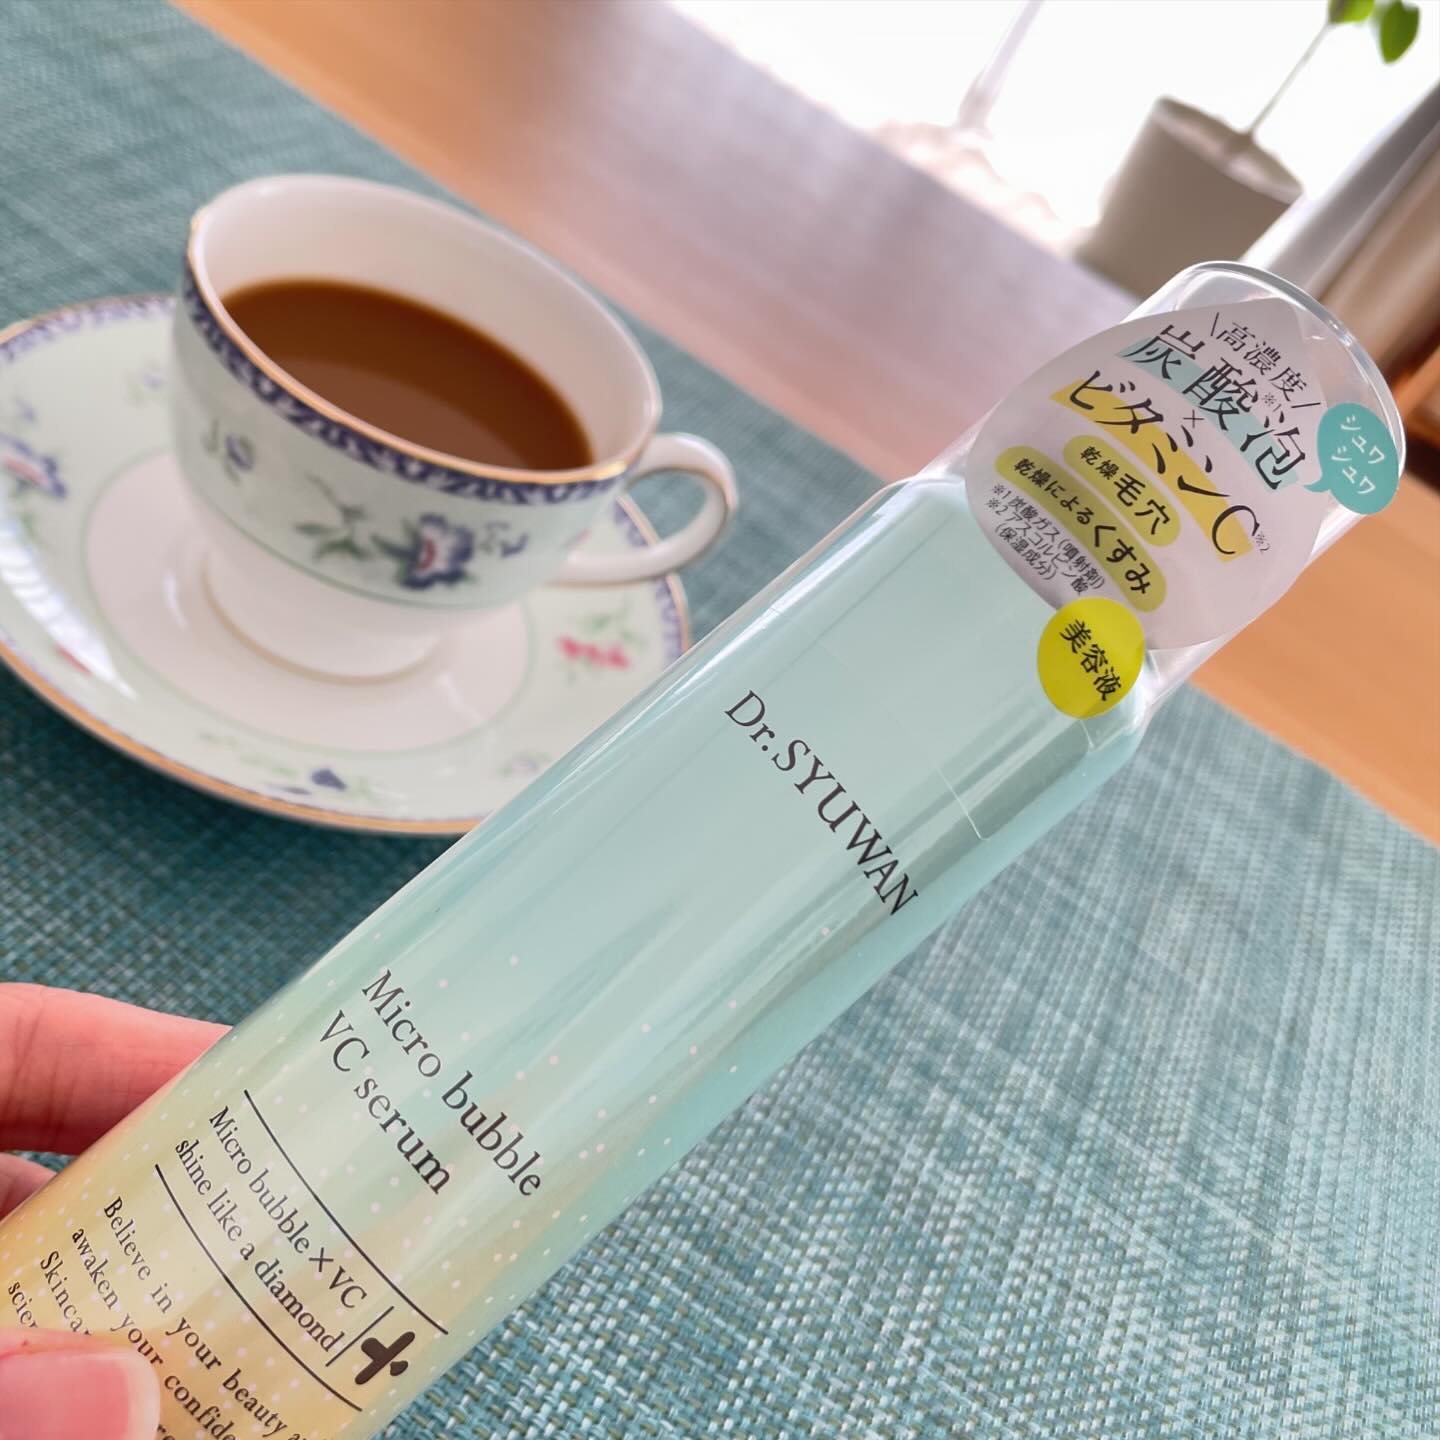 \高濃度/
炭酸泡※1
×
ビタミンC※2
シュワ
シュワ
乾燥毛穴
乾燥によるくすみ
※1 炭酸ガス(噴射剤)
※2 アスコルビン酸
(保湿成分)
美容液
Dr.SYUWAN
Micro bubble
VC serum
Micro bubble×VC
shine like a diamond
Believe in your beauty
awaken your